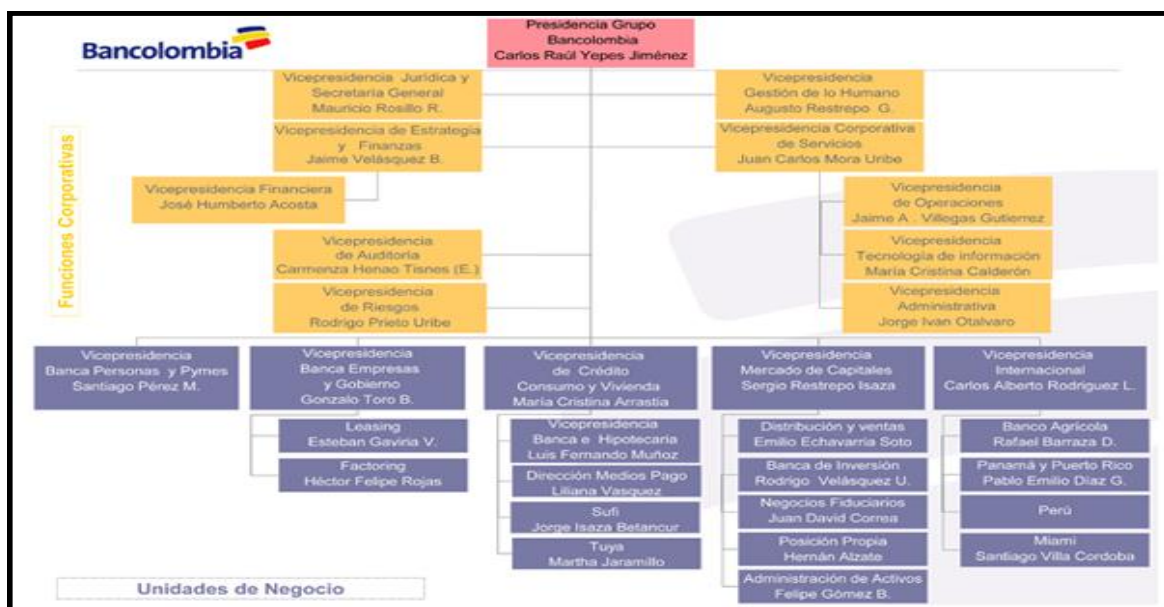 Bancolombia
Presidencia Grupo
Bancolombia
Carlos Raúl Yepes Jiménez
Vicepresidencia Jurídica y
Secretaría General
Mauricio Rosillo R.
Vicepresidencia
Gestión de lo Humano
Augusto Restrepo G.
Vicepresidencia de Estrategia
y Finanzas
Jaime Velásquez B.
Vicepresidencia Corporativa
de Servicios
Juan Carlos Mora Uribe
Funciones Corporativas
Vicepresidencia Financiera
José Humberto Acosta
Vicepresidencia
de Operaciones
Jaime A . Villegas Gutierrez
Vicepresidencia
de Auditoría
Carmenza Henao Tisnes (E.)
Vicepresidencia
Tecnología de información
María Cristina Calderón
Vicepresidencia
de Riesgos
Rodrigo Prieto Uribe
Vicepresidencia
Administrativa
Jorge Ivan Otalvaro
Vicepresidencia
Banca Personas y Pymes
Santiago Pérez M.
Vicepresidencia
Banca Empresas
y Gobierno
Gonzalo Toro B.
Vicepresidencia
de Crédito
Consumo y Vivienda
María Cristina Arrastía
Vicepresidencia
Mercado de Capitales
Sergio Restrepo Isaza
Vicepresidencia
Internacional
Carlos Alberto Rodriguez L.
Leasing
Esteban Gaviria V.
Factoring
Héctor Felipe Rojas
Vicepresidencia
Banca e Hipotecaria
Luis Fernando Muñoz
Dirección Medios Pago
Liliana Vasquez
Sufi
Jorge Isaza Betancur
Tuya
Martha Jaramillo
Distribución y ventas
Emilio Echavarria Soto
Banca de Inversión
Rodrigo Velásquez U.
Negocios Fiduciarios
Juan David Correa
Posición Propia
Hernán Alzate
Administración de Activos
Felipe Gómez B.
Banco Agrícola
Rafael Barraza D.
Panamá y Puerto Rico
Pablo Emilio Díaz G.
Perú
Miami
Santiago Villa Cordoba
Unidades de Negocio